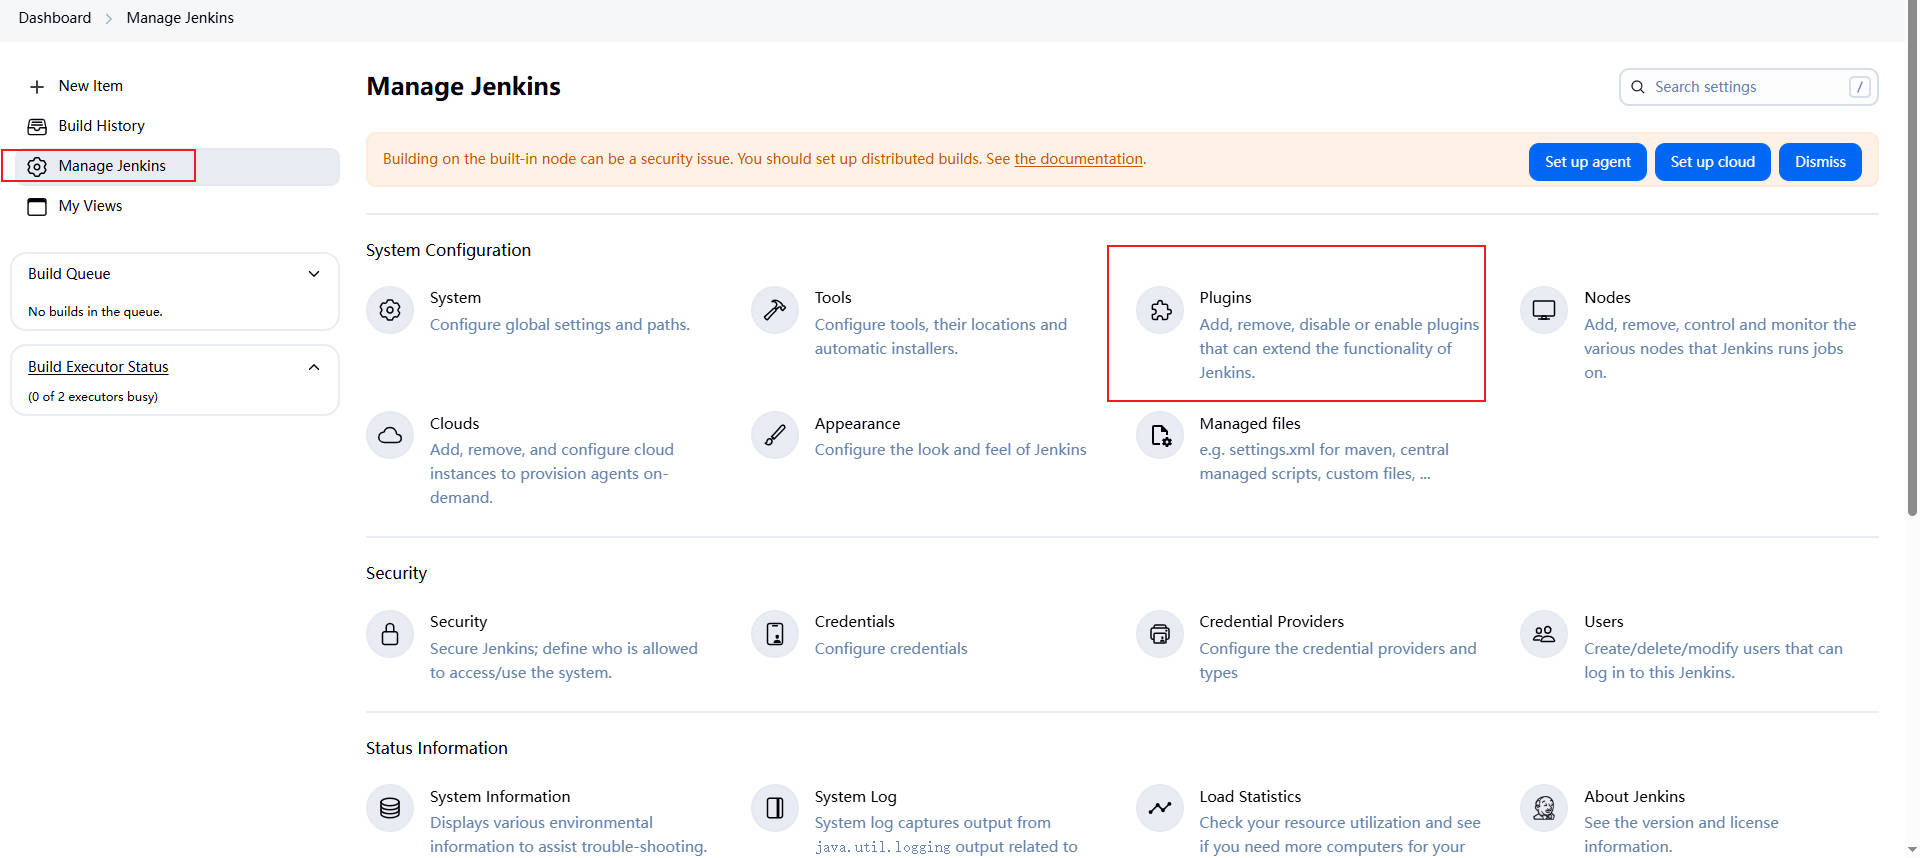 Dashboard > Manage Jenkins
New Item
Build History
Manage Jenkins
My Views
Build Queue
No builds in the queue.
Build Executor Status
(0 of 2 executors busy)
Manage Jenkins
Search settings /
Building on the built-in node can be a security issue. You should set up distributed builds. See the documentation.
Set up agent
Set up cloud
Dismiss
System Configuration
System
Configure global settings and paths.
Tools
Configure tools, their locations and
automatic installers.
Plugins
Add, remove, disable or enable plugins
that can extend the functionality of
Jenkins.
Nodes
Add, remove, control and monitor the
various nodes that Jenkins runs jobs
on.
Clouds
Add, remove, and configure cloud
instances to provision agents on-
demand.
Appearance
Configure the look and feel of Jenkins
Managed files
e.g. settings.xml for maven, central
managed scripts, custom files, ...
Security
Security
Secure Jenkins; define who is allowed
to access/use the system.
Credentials
Configure credentials
Credential Providers
Configure the credential providers and
types
Users
Create/delete/modify users that can
log in to this Jenkins.
Status Information
System Information
Displays various environmental
information to assist trouble-shooting.
System Log
System log captures output from
java.util.logging output related to
Load Statistics
Check your resource utilization and see
if you need more computers for your
About Jenkins
See the version and license
information.